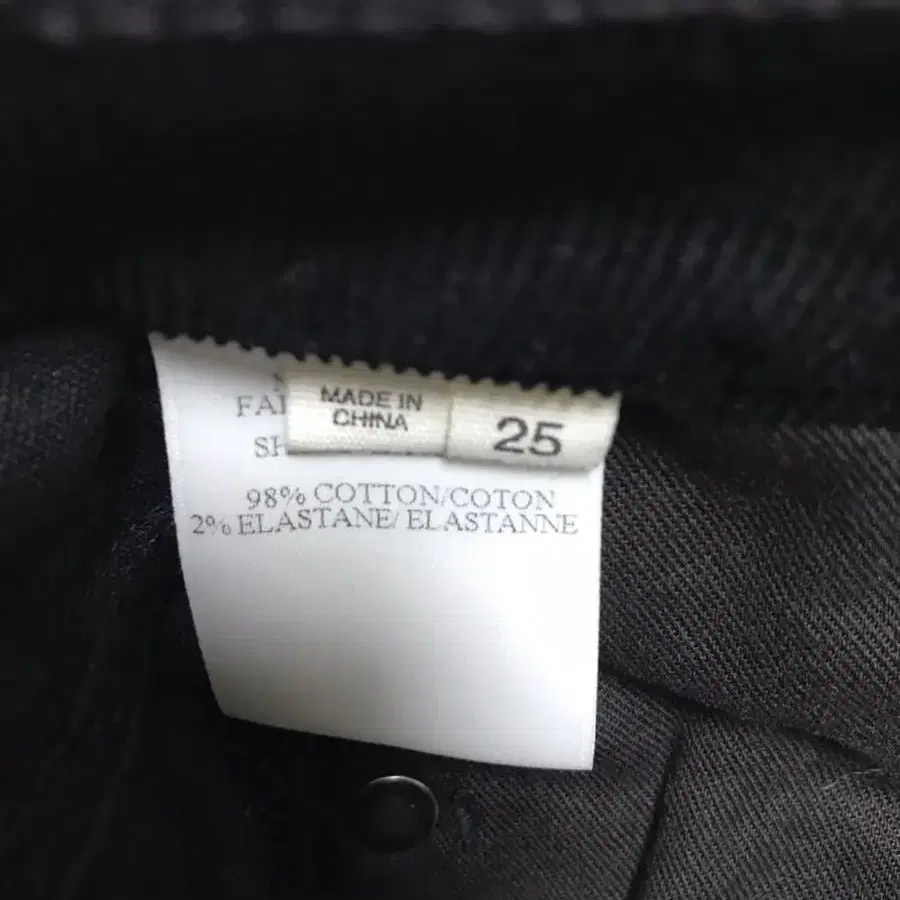 MADE IN
CHINA
25
98% COTTON/COTON
2% ELASTANE/ ELASTANNE